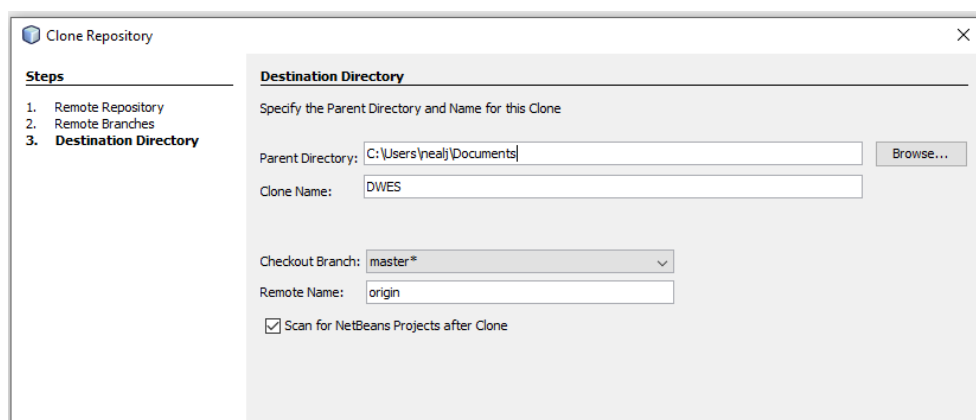 Clone Repository
Steps
1. Remote Repository
2. Remote Branches
3. Destination Directory
Destination Directory
Specify the Parent Directory and Name for this Clone
Parent Directory: C:\Users\nealj\Documents Browse...
Clone Name: DWES
Checkout Branch: master*
Remote Name: origin
Scan for NetBeans Projects after Clone